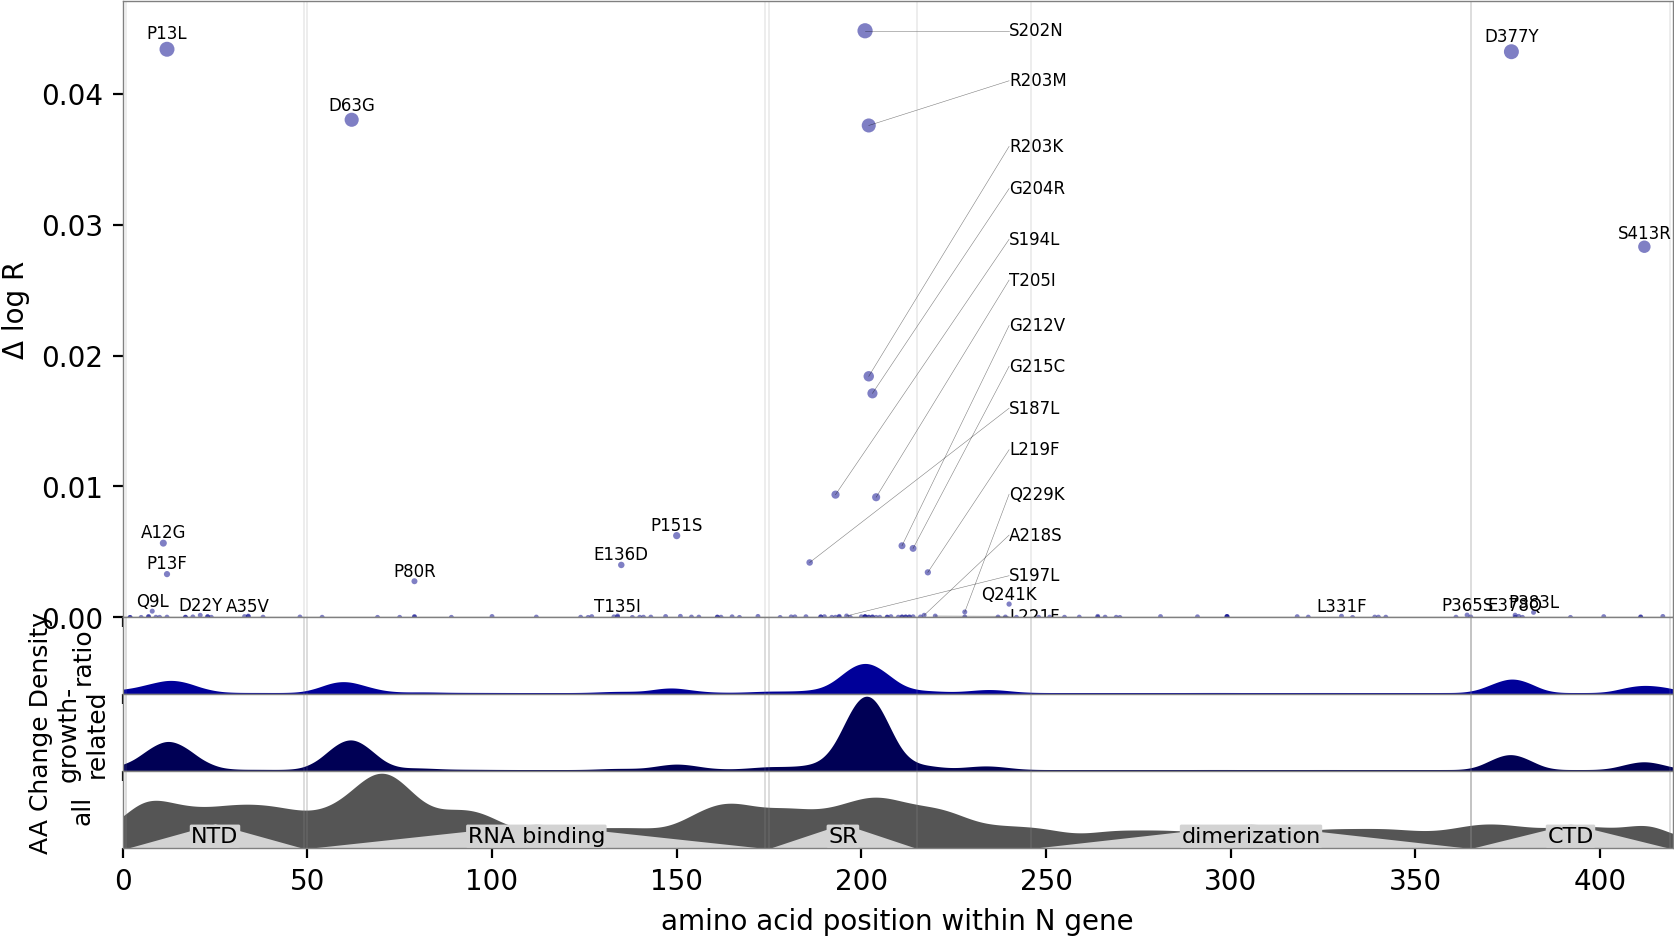 P13L
S202N
D377Y
R203M
0.04
D63G
R203K
G204R
0.03
S194L
S413R
T205I
Δ log R
G212V
0.02
G215C
S187L
L219F
0.01
Q229K
P151S
A12G
A218S
E136D
P13F
P80R
S197L
Q241K
Q9L
D22Y
A35V
T135I
L331F
P365S
E378Q
P383L
L221F
0.00
AA Change Density
ratio
growth-
related
all
NTD
RNA binding
SR
dimerization
CTD
0 50 100 150 200 250 300 350 400
amino acid position within N gene